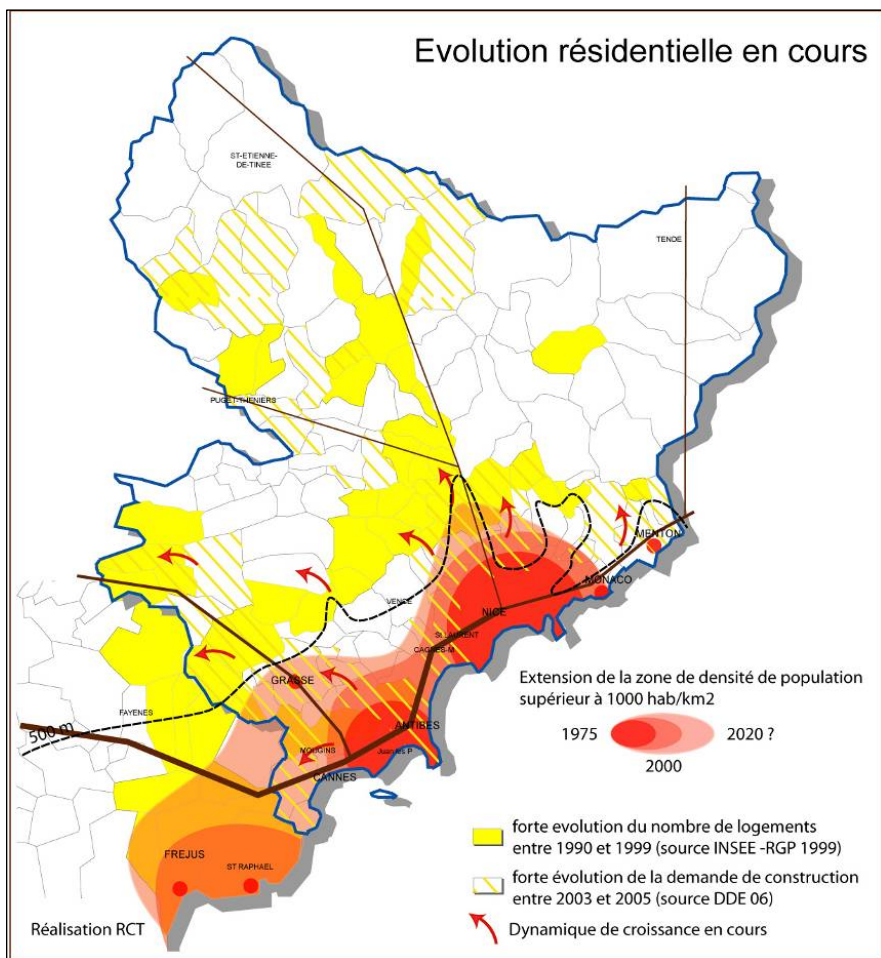 Evolution résidentielle en cours
ST-ETIENNE-
DE-TINEE
TENDE
PUGET-THENIERS
MENTON
MONACO
VENCE
NICE
St LAURENT
CAGNES-M
GRASSE
FAYENES
500 m
ANTIBES
MOUGINS
Juan les P
CANNES
FREJUS
ST RAPHAEL
Extension de la zone de densité de population
supérieur à 1000 hab/km2
1975
2020 ?
2000
forte evolution du nombre de logements
entre 1990 et 1999 (source INSEE -RGP 1999)
forte évolution de la demande de construction
entre 2003 et 2005 (source DDE 06)
Dynamique de croissance en cours
Réalisation RCT